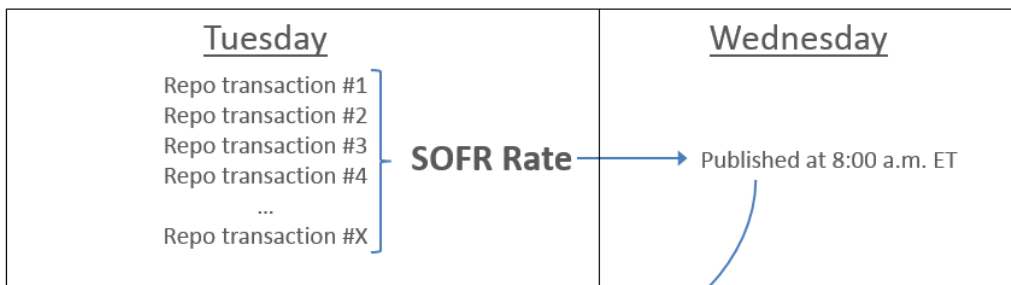 Tuesday
Repo transaction #1
Repo transaction #2
Repo transaction #3
Repo transaction #4
...
Repo transaction #X
SOFR Rate
Wednesday
Published at 8:00 a.m. ET